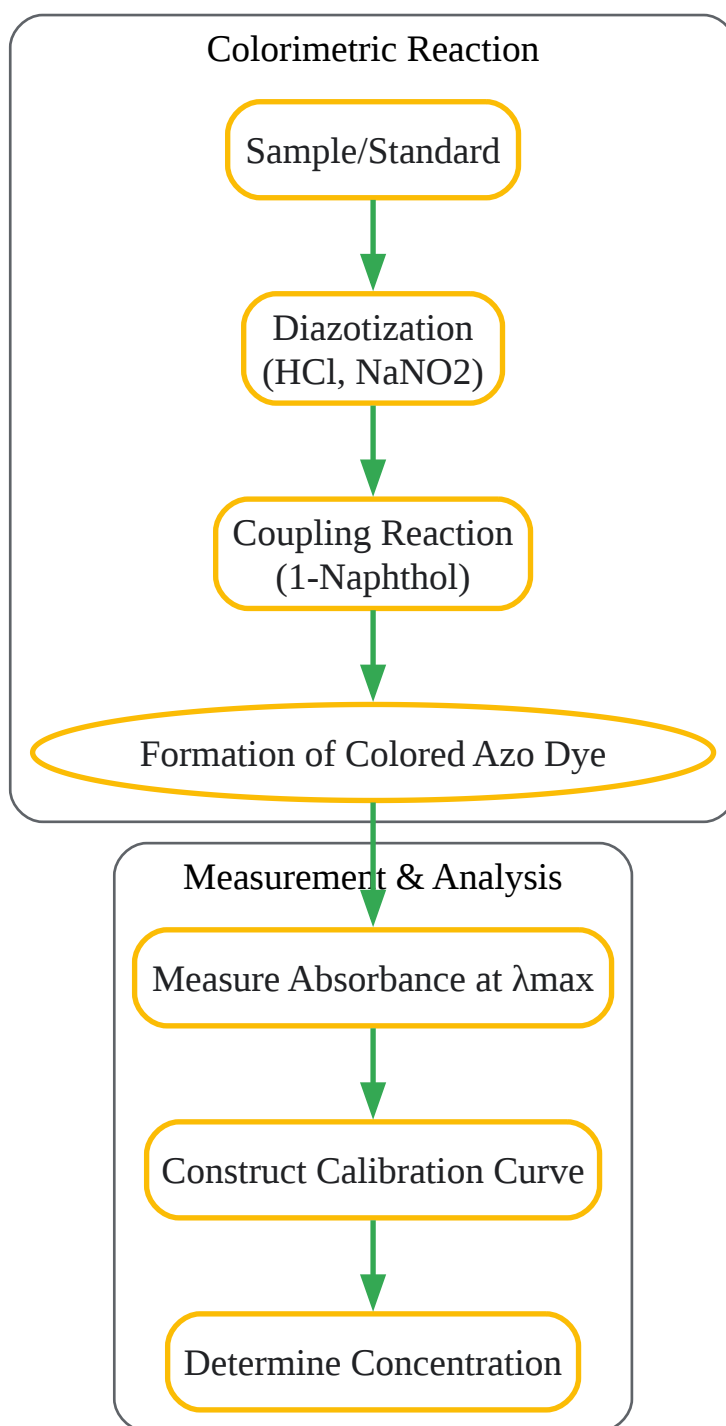 Colorimetric Reaction
Sample/Standard
Diazotization
(HCl, NaNO2)
Coupling Reaction
(1-Naphthol)
Formation of Colored Azo Dye
Measurement & Analysis
Measure Absorbance at λmax
Construct Calibration Curve
Determine Concentration